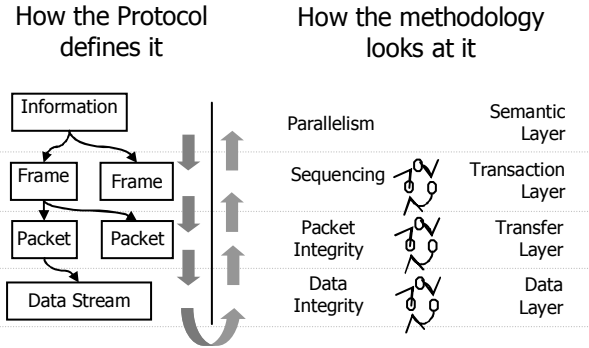 How the Protocol
defines it
How the methodology
looks at it
Information
Parallelism
Semantic
Layer
Frame
Frame
Sequencing
Transaction
Layer
Packet
Packet
Packet
Integrity
Transfer
Layer
Data Stream
Data
Integrity
Data
Layer